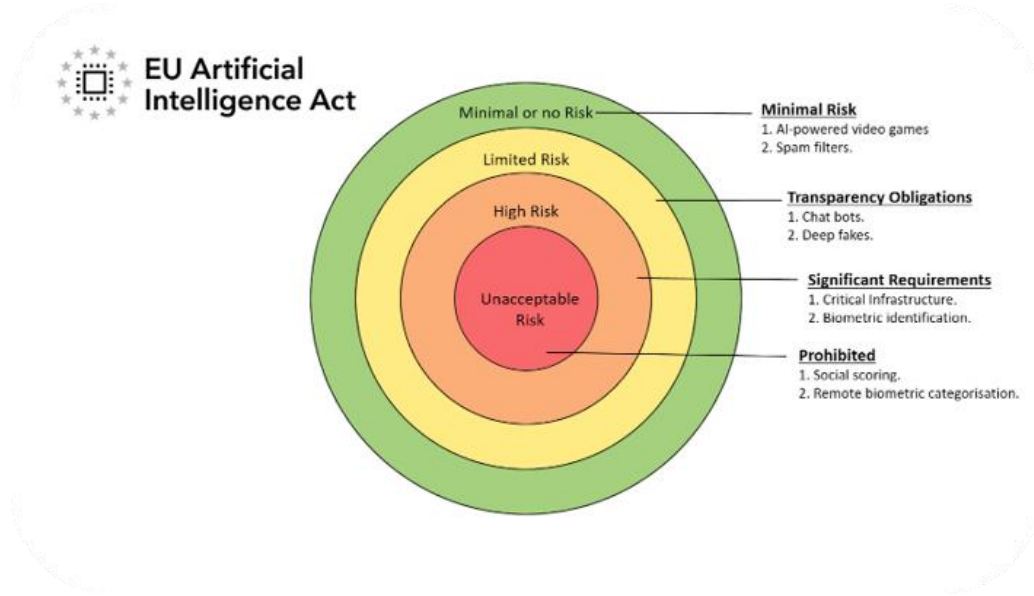 EU Artificial
Intelligence Act
Minimal or no Risk
Limited Risk
High Risk
Unacceptable
Risk
Minimal Risk
1. AI-powered video games
2. Spam filters.
Transparency Obligations
1. Chat bots.
2. Deep fakes.
Significant Requirements
1. Critical Infrastructure.
2. Biometric identification.
Prohibited
1. Social scoring.
2. Remote biometric categorisation.